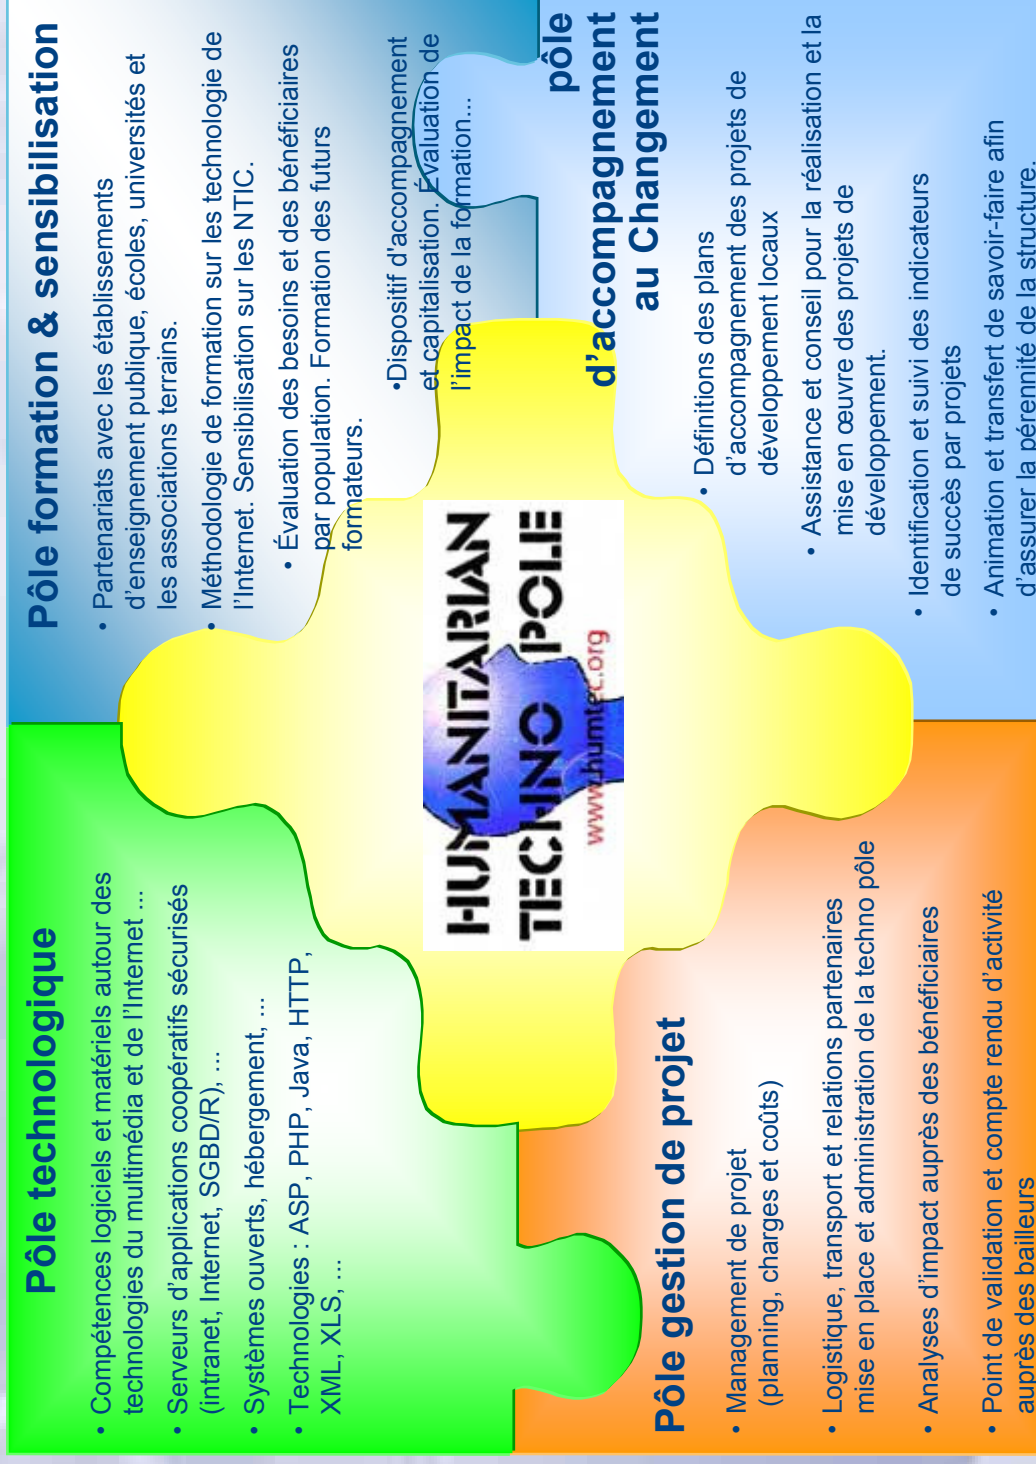 Pôle technologique
• Compétences logiciels et matériels autour des
technologies du multimédia et de l'Internet ...
• Serveurs d'applications coopératifs sécurisés
(intranet, Internet, SGBD/R), ...
• Systèmes ouverts, hébergement, ...
• Technologies : ASP, PHP, Java, HTTP,
XML, XLS, ...
Pôle formation & sensibilisation
• Partenariats avec les établissements
d'enseignement publique, écoles, universités et
les associations terrains.
• Méthodologie de formation sur les technologie de
l'Internet. Sensibilisation sur les NTIC.
• Évaluation des besoins et des bénéficiaires
par population. Formation des futurs
formateurs.
•Dispositif d'accompagnement
et capitalisation. Évaluation de
l'impact de la formation...
HUMANITARIAN
TECHNO POLE
www.humtec.org
Pôle gestion de projet
• Management de projet
(planning, charges et coûts)
• Logistique, transport et relations partenaires
mise en place et administration de la techno pôle
• Analyses d'impact auprès des bénéficiaires
• Point de validation et compte rendu d'activité
auprès des bailleurs
pôle
d'accompagnement
au Changement
• Définitions des plans
d'accompagnement des projets de
développement locaux
• Assistance et conseil pour la réalisation et la
mise en œuvre des projets de
développement.
• Identification et suivi des indicateurs
de succès par projets
• Animation et transfert de savoir-faire afin
d'assurer la pérennité de la structure.